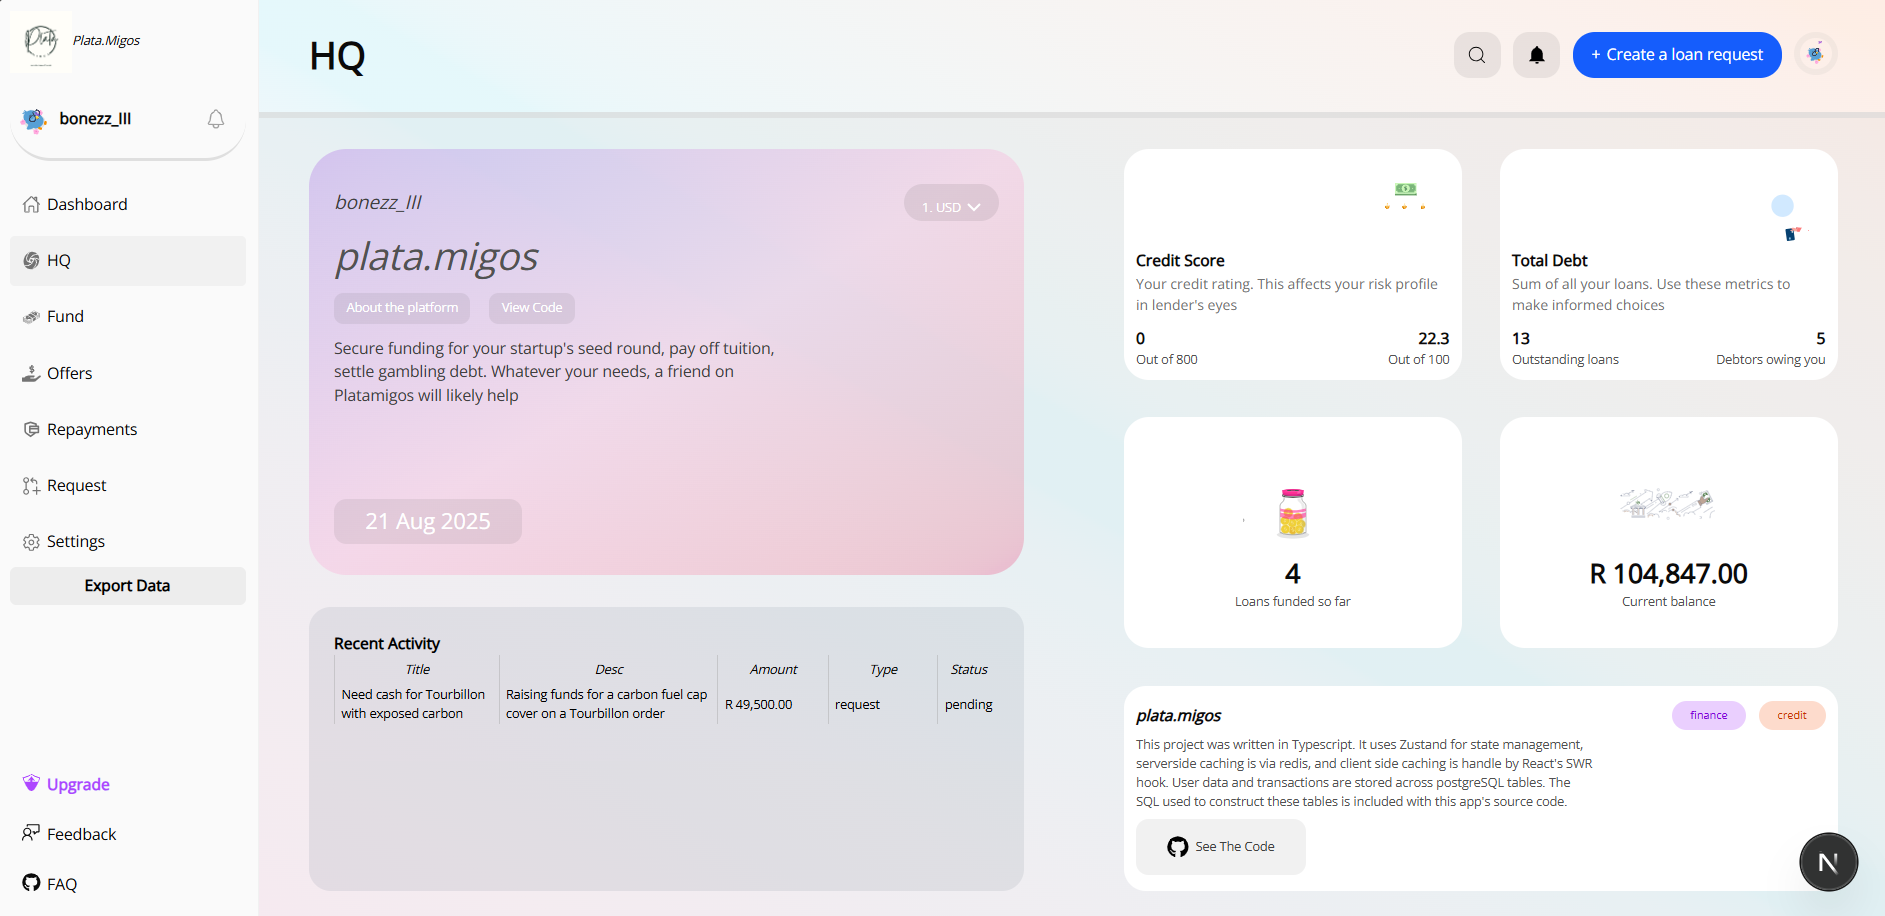 Plata
Plata.Migos
bonezz_lll
Dashboard
HQ
Fund
Offers
Repayments
Request
Settings
Export Data
Upgrade
Feedback
FAQ
HQ
+ Create a loan request
bonezz_lll
1. USD
plata.migos
About the platform
View Code
Secure funding for your startup's seed round, pay off tuition,
settle gambling debt. Whatever your needs, a friend on
Platamigos will likely help
21 Aug 2025
Recent Activity
Title Desc Amount Type Status
Need cash for Tourbillon
with exposed carbon
Raising funds for a carbon fuel cap
cover on a Tourbillon order
R 49,500.00
request
pending
Credit Score
Your credit rating. This affects your risk profile
in lender's eyes
0 22.3
Out of 800 Out of 100
Total Debt
Sum of all your loans. Use these metrics to
make informed choices
13 5
Outstanding loans Debtors owing you
4
Loans funded so far
R 104,847.00
Current balance
plata.migos
finance
credit
This project was written in Typescript. It uses Zustand for state management,
serverside caching is via redis, and client side caching is handle by React's SWR
hook. User data and transactions are stored across postgreSQL tables. The
SQL used to construct these tables is included with this app's source code.
See The Code
N